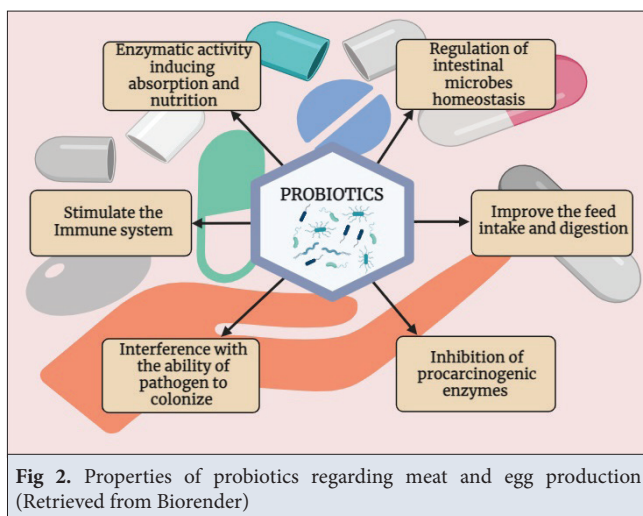 Enzymatic activity
inducing
absorption and
nutrition
Regulation of
intestinal
microbes
homeostasis
PROBIOTICS
Stimulate the
Immune system
Improve the feed
intake and digestion
Interference with
the ability of
pathogen to
colonize
Inhibition of
procarcinogenic
enzymes
Fig 2. Properties of probiotics regarding meat and egg production
(Retrieved from Biorender)